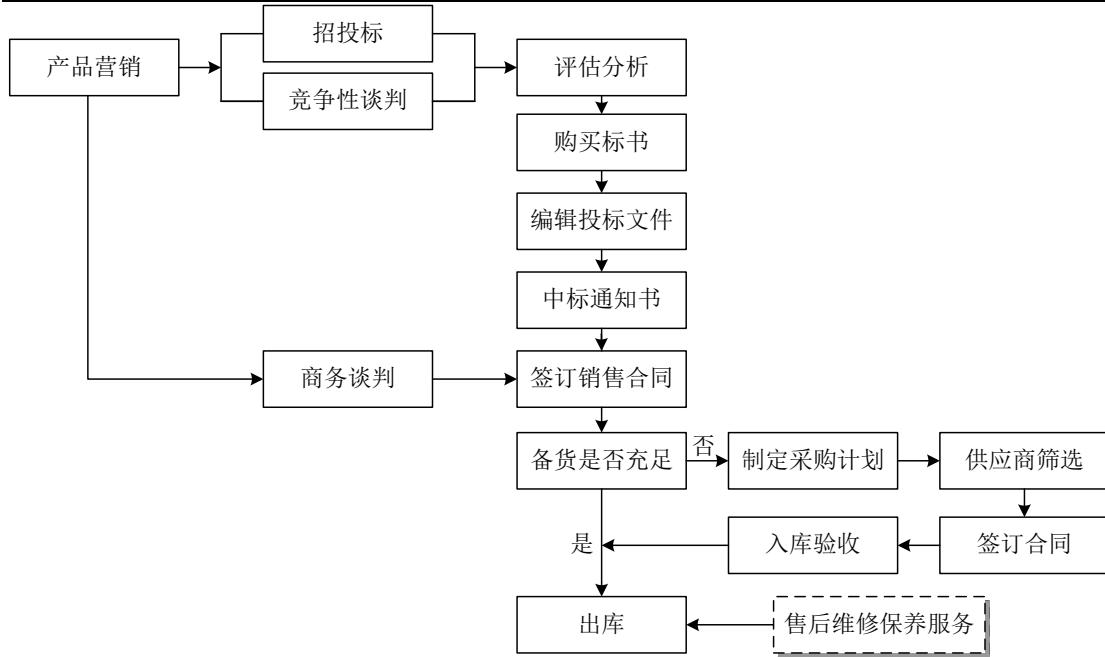 招投标
产品营销
评估分析
竞争性谈判
购买标书
编辑投标文件
中标通知书
商务谈判
签订销售合同
备货是否充足
否
制定采购计划
供应商筛选
是
入库验收
签订合同
出库
售后维修保养服务